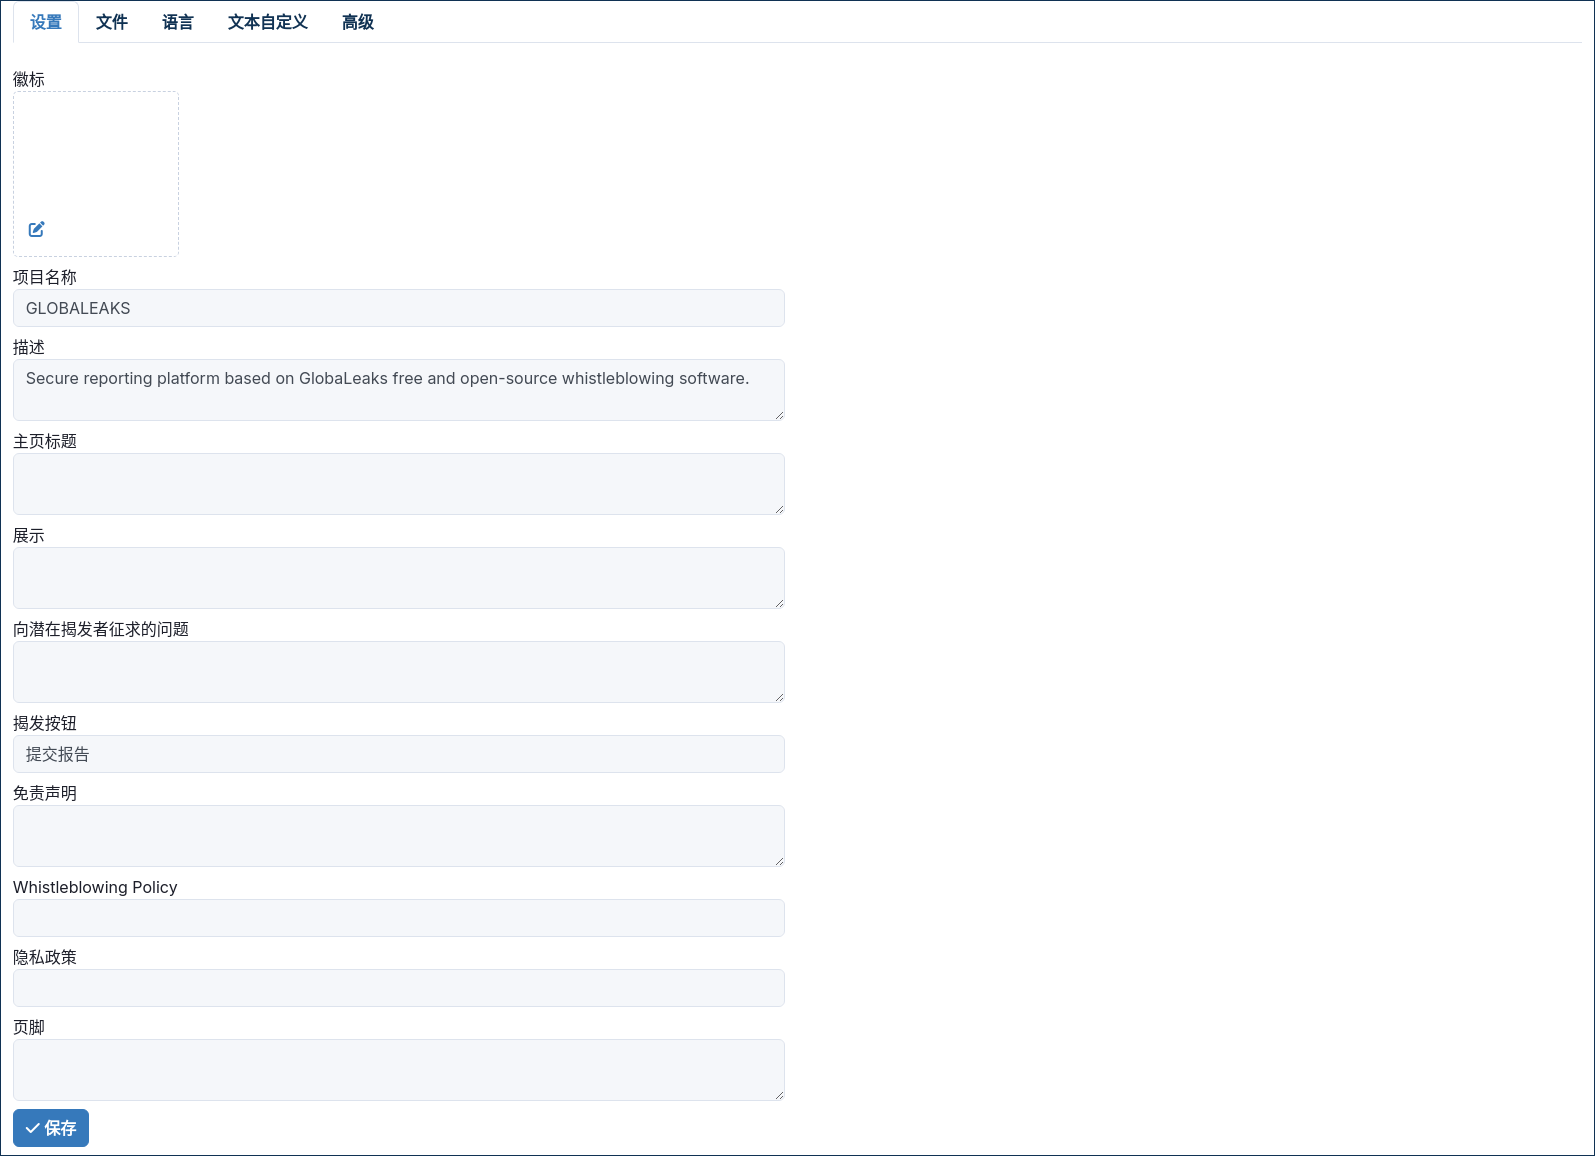 设置 文件 语言 文本自定义 高级
徽标
项目名称
GLOBALEAKS
描述
Secure reporting platform based on GlobaLeaks free and open-source whistleblowing software.
主页标题
展示
向潜在揭发者征求的问题
揭发按钮
提交报告
免责声明
Whistleblowing Policy
隐私政策
页脚
保存